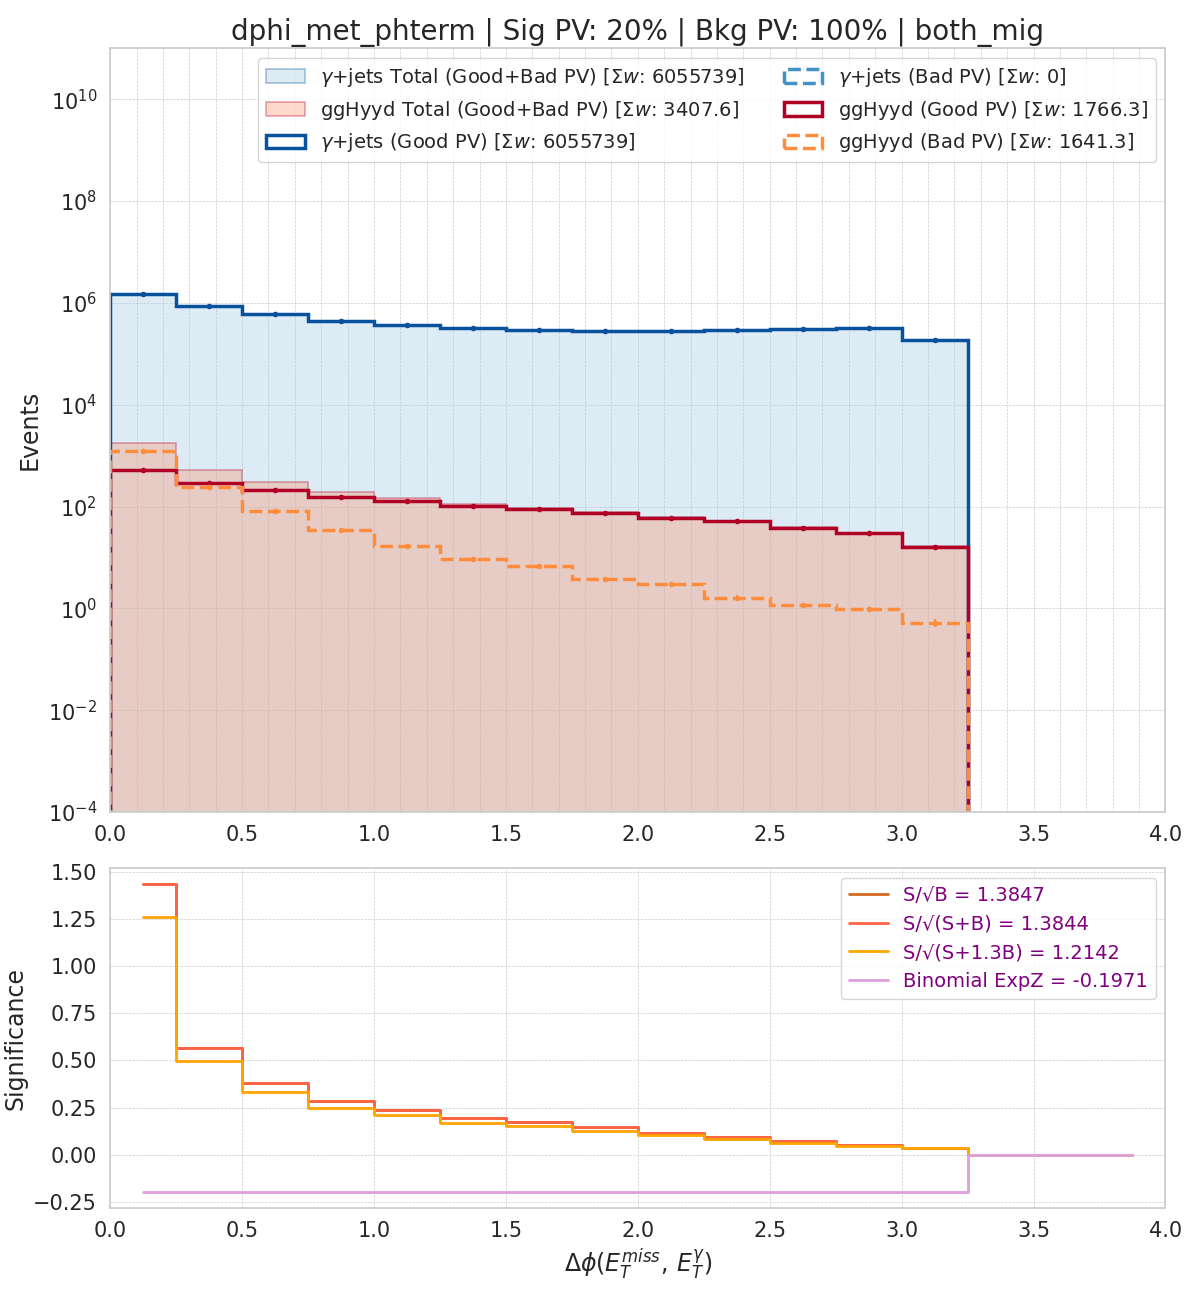 dphi_met_phterm | Sig PV: 20% | Bkg PV: 100% | both_mig
γ+jets Total (Good+Bad PV) [Σw: 6055739]
ggHyyd Total (Good+Bad PV) [Σw: 3407.6]
γ+jets (Good PV) [Σw: 6055739]
γ+jets (Bad PV) [Σw: 0]
ggHyyd (Good PV) [Σw: 1766.3]
ggHyyd (Bad PV) [Σw: 1641.3]
Events
10^10
10^8
10^6
10^4
10^2
10^0
10^−2
10^−4
0.0 0.5 1.0 1.5 2.0 2.5 3.0 3.5 4.0
S/√B = 1.3847
S/√(S+B) = 1.3844
S/√(S+1.3B) = 1.2142
Binomial ExpZ = -0.1971
Significance
1.50
1.25
1.00
0.75
0.50
0.25
0.00
−0.25
0.0 0.5 1.0 1.5 2.0 2.5 3.0 3.5 4.0
Δϕ(E_T^miss, E_T^γ)